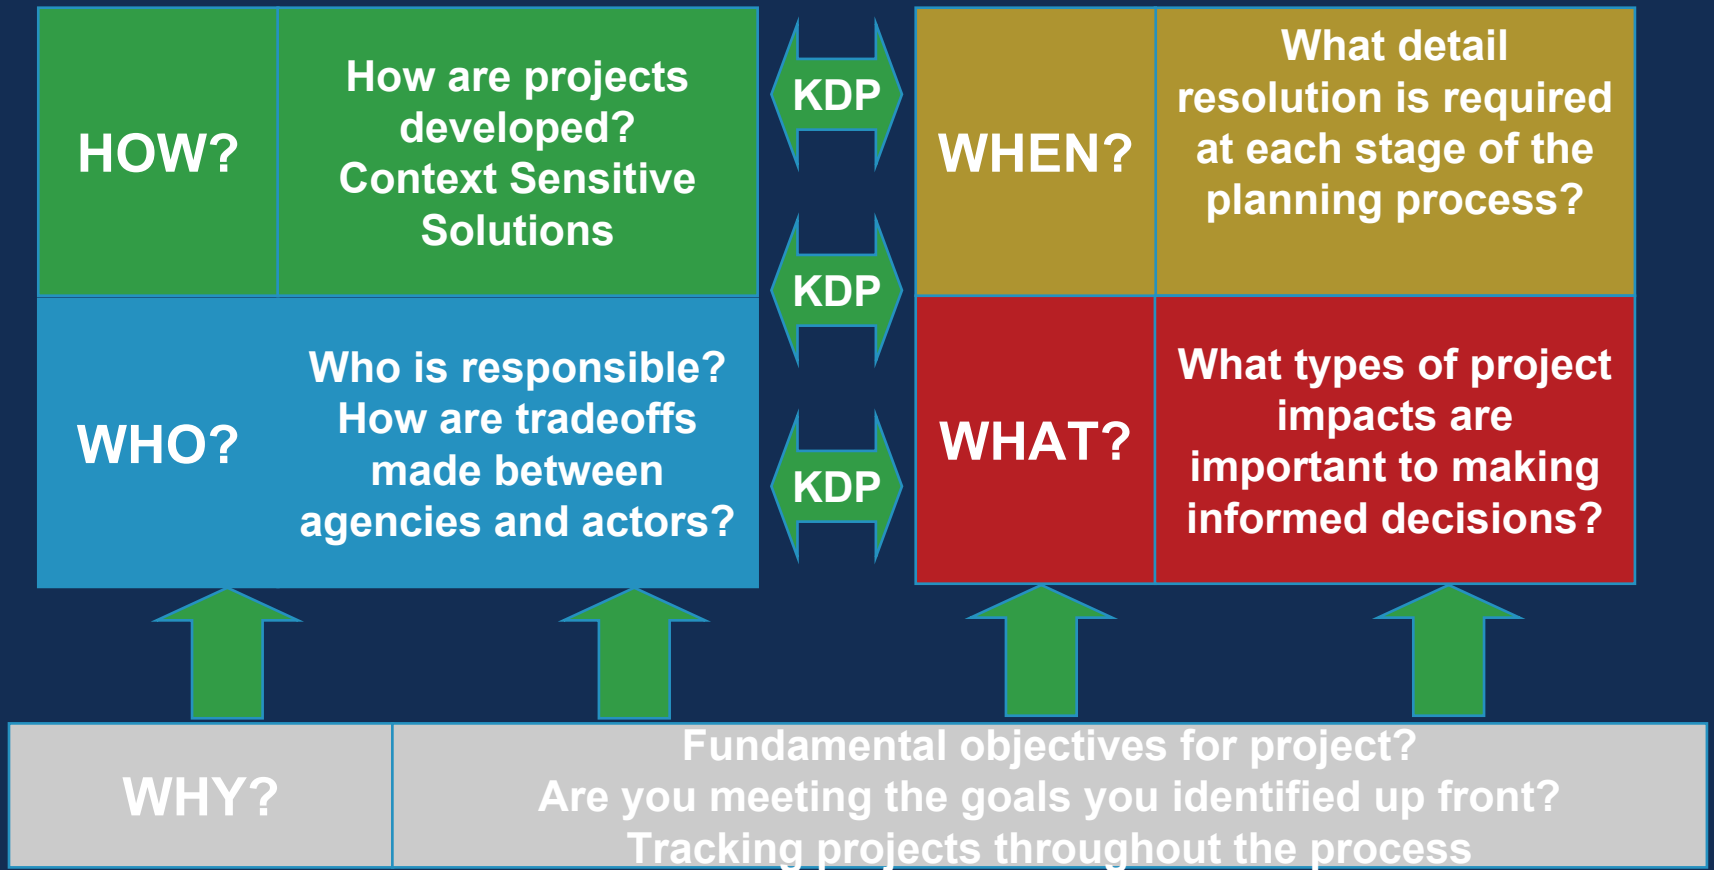 HOW?
How are projects
developed?
Context Sensitive
Solutions
KDP
WHEN?
What detail
resolution is required
at each stage of the
planning process?
KDP
WHO?
Who is responsible?
How are tradeoffs
made between
agencies and actors?
KDP
WHAT?
What types of project
impacts are
important to making
informed decisions?
WHY?
Fundamental objectives for project?
Are you meeting the goals you identified up front?
Tracking projects throughout the process